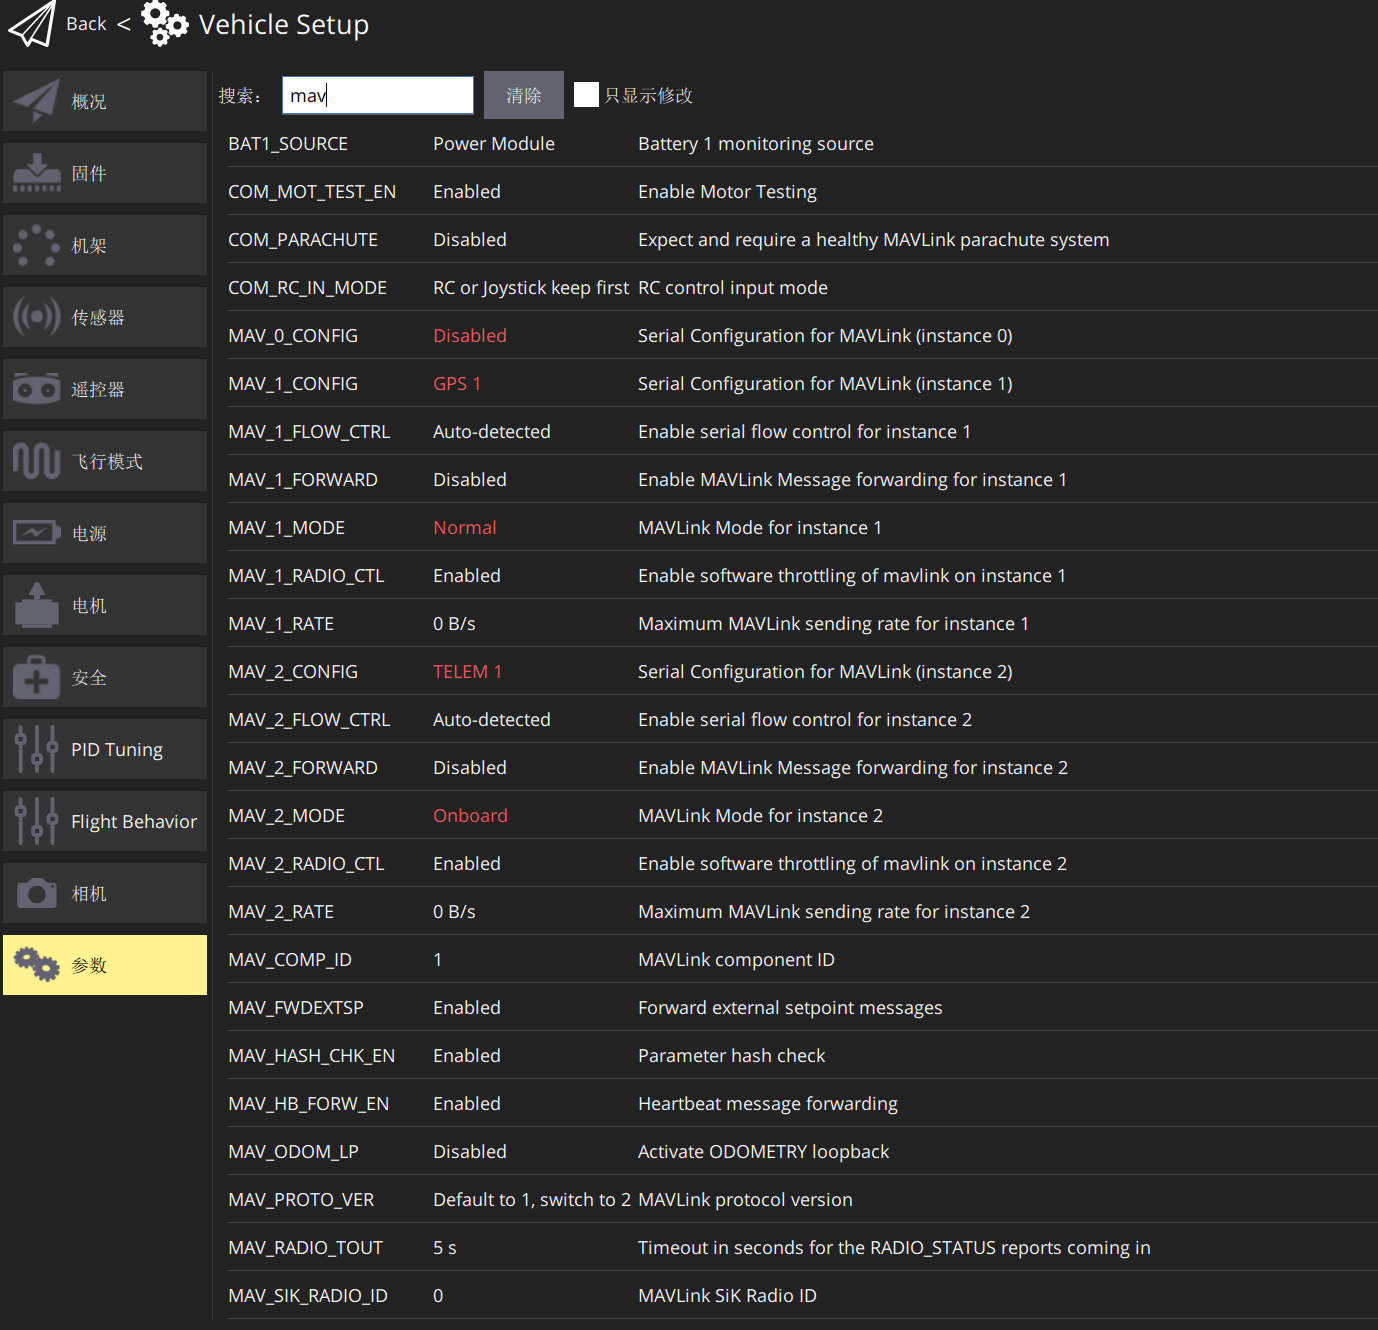 Back < Vehicle Setup
概况
固件
机架
传感器
遥控器
飞行模式
电源
电机
安全
PID Tuning
Flight Behavior
相机
参数
搜索： mav 清除 只显示修改
BAT1_SOURCE Power Module Battery 1 monitoring source
COM_MOT_TEST_EN Enabled Enable Motor Testing
COM_PARACHUTE Disabled Expect and require a healthy MAVLink parachute system
COM_RC_IN_MODE RC or Joystick keep first RC control input mode
MAV_0_CONFIG Disabled Serial Configuration for MAVLink (instance 0)
MAV_1_CONFIG GPS 1 Serial Configuration for MAVLink (instance 1)
MAV_1_FLOW_CTRL Auto-detected Enable serial flow control for instance 1
MAV_1_FORWARD Disabled Enable MAVLink Message forwarding for instance 1
MAV_1_MODE Normal MAVLink Mode for instance 1
MAV_1_RADIO_CTL Enabled Enable software throttling of mavlink on instance 1
MAV_1_RATE 0 B/s Maximum MAVLink sending rate for instance 1
MAV_2_CONFIG TELEM 1 Serial Configuration for MAVLink (instance 2)
MAV_2_FLOW_CTRL Auto-detected Enable serial flow control for instance 2
MAV_2_FORWARD Disabled Enable MAVLink Message forwarding for instance 2
MAV_2_MODE Onboard MAVLink Mode for instance 2
MAV_2_RADIO_CTL Enabled Enable software throttling of mavlink on instance 2
MAV_2_RATE 0 B/s Maximum MAVLink sending rate for instance 2
MAV_COMP_ID 1 MAVLink component ID
MAV_FWDEXTSP Enabled Forward external setpoint messages
MAV_HASH_CHK_EN Enabled Parameter hash check
MAV_HB_FORW_EN Enabled Heartbeat message forwarding
MAV_ODOM_LP Disabled Activate ODOMETRY loopback
MAV_PROTO_VER Default to 1, switch to 2 MAVLink protocol version
MAV_RADIO_TOUT 5 s Timeout in seconds for the RADIO_STATUS reports coming in
MAV_SIK_RADIO_ID 0 MAVLink SiK Radio ID